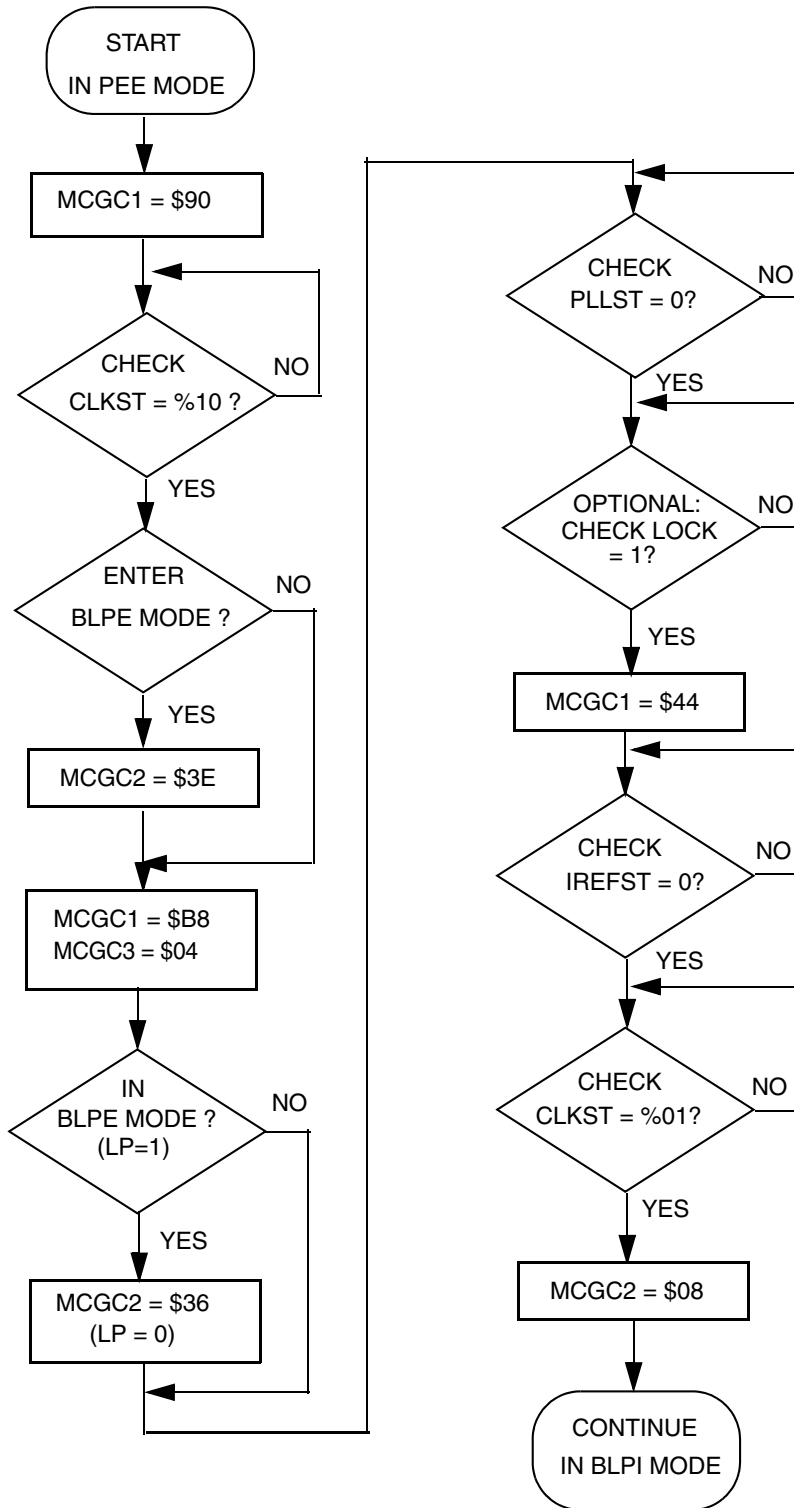 START
IN PEE MODE
MCGC1 = $90
CHECK
CLKST = %10 ?
NO
YES
ENTER
BLPE MODE ?
NO
YES
MCGC2 = $3E
MCGC1 = $B8
MCGC3 = $04
IN
BLPE MODE ?
(LP=1)
NO
YES
MCGC2 = $36
(LP = 0)
CHECK
PLLST = 0?
NO
YES
OPTIONAL:
CHECK LOCK
= 1?
NO
YES
MCGC1 = $44
CHECK
IREFST = 0?
NO
YES
CHECK
CLKST = %01?
NO
YES
MCGC2 = $08
CONTINUE
IN BLPI MODE